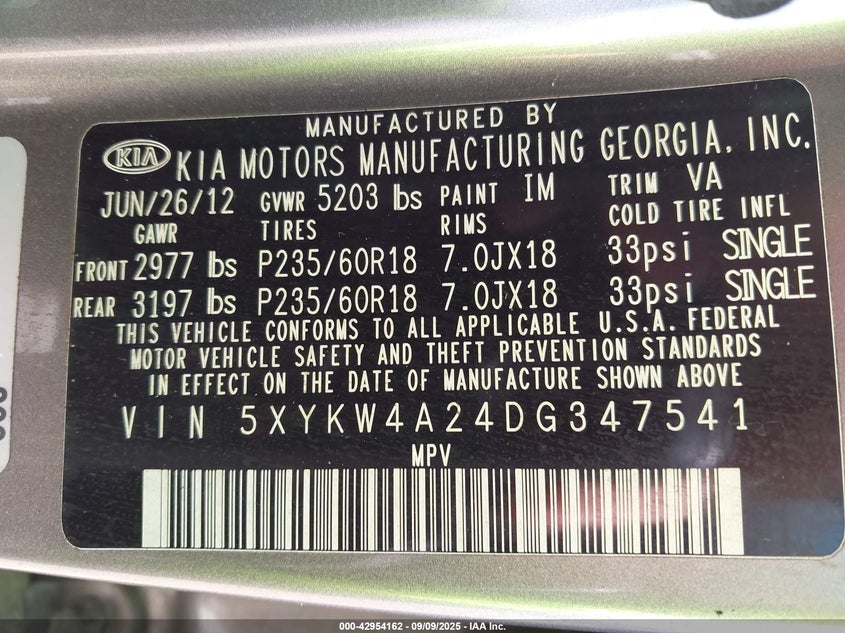 MANUFACTURED BY
KIA KIA MOTORS MANUFACTURING GEORGIA, INC.
JUN/26/12 GVWR 5203 lbs PAINT IM TRIM VA
GAWR TIRES RIMS COLD TIRE INFL
FRONT 2977 lbs P235/60R18 7.0JX18 33psi SINGLE
REAR 3197 lbs P235/60R18 7.0JX18 33psi SINGLE
THIS VEHICLE CONFORMS TO ALL APPLICABLE U.S.A. FEDERAL
MOTOR VEHICLE SAFETY AND THEFT PREVENTION STANDARDS
IN EFFECT ON THE DATE OF MANUFACTURE SHOWN ABOVE
VIN 5XYKW4A24DG347541
MPV
000-42954162 - 09/09/2025 - IAA Inc.